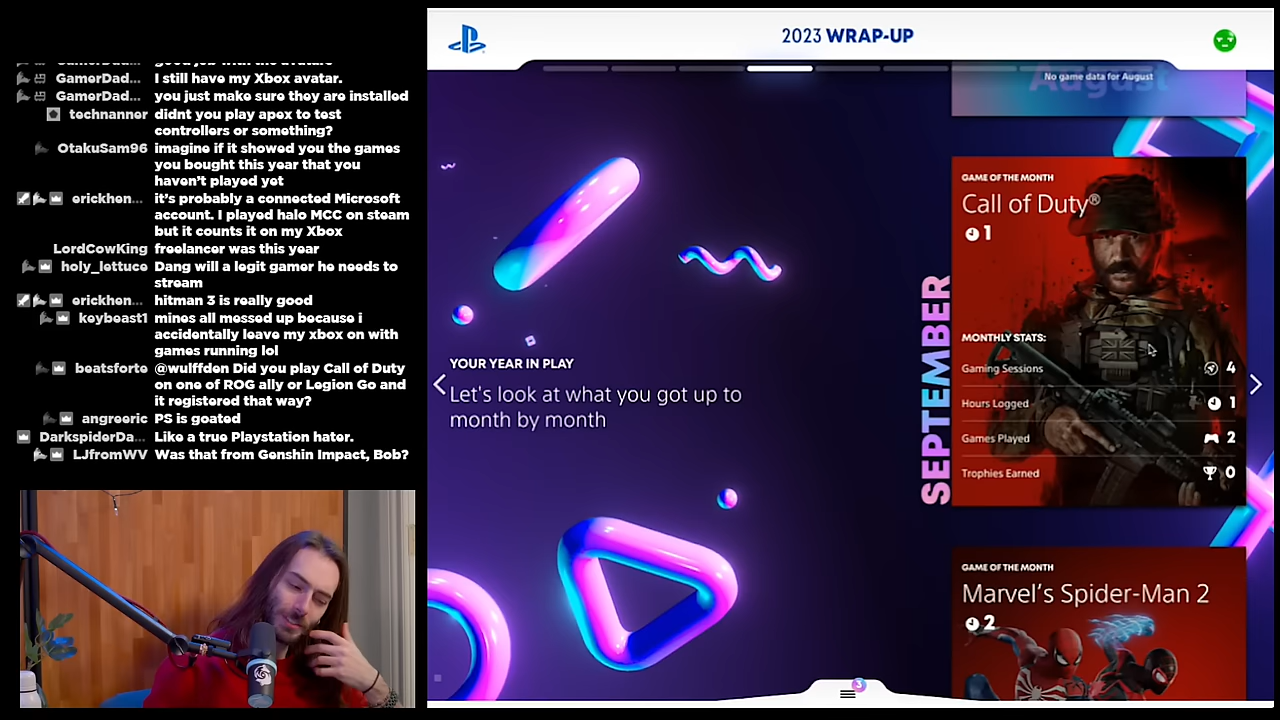 I still have my Xbox avatar.
GamerDad...
GamerDad... you just make sure they are installed
technanner didnt you play apex to test
controllers or something?
OtakuSam96 imagine if it showed you the games
you bought this year that you
haven't played yet
erickhen... it's probably a connected Microsoft
account. I played halo MCC on steam
but it counts it on my Xbox
LordCowKing freelancer was this year
holy_lettuce Dang will a legit gamer he needs to
stream
erickhen... hitman 3 is really good
keybeast1 mines all messed up because i
accidentally leave my xbox on with
games running lol
beatsforte @wulffden Did you play Call of Duty
on one of ROG ally or Legion Go and
it registered that way?
angreeric PS is goated
DarkspiderDa... Like a true Playstation hater.
LJfromWV Was that from Genshin Impact, Bob?
2023 WRAP-UP
YOUR YEAR IN PLAY
Let's look at what you got up to
month by month
August
No game data for August
SEPTEMBER
GAME OF THE MONTH
Call of Duty®
1
MONTHLY STATS:
Gaming Sessions 4
Hours Logged 1
Games Played 2
Trophies Earned 0
GAME OF THE MONTH
Marvel's Spider-Man 2
2
3